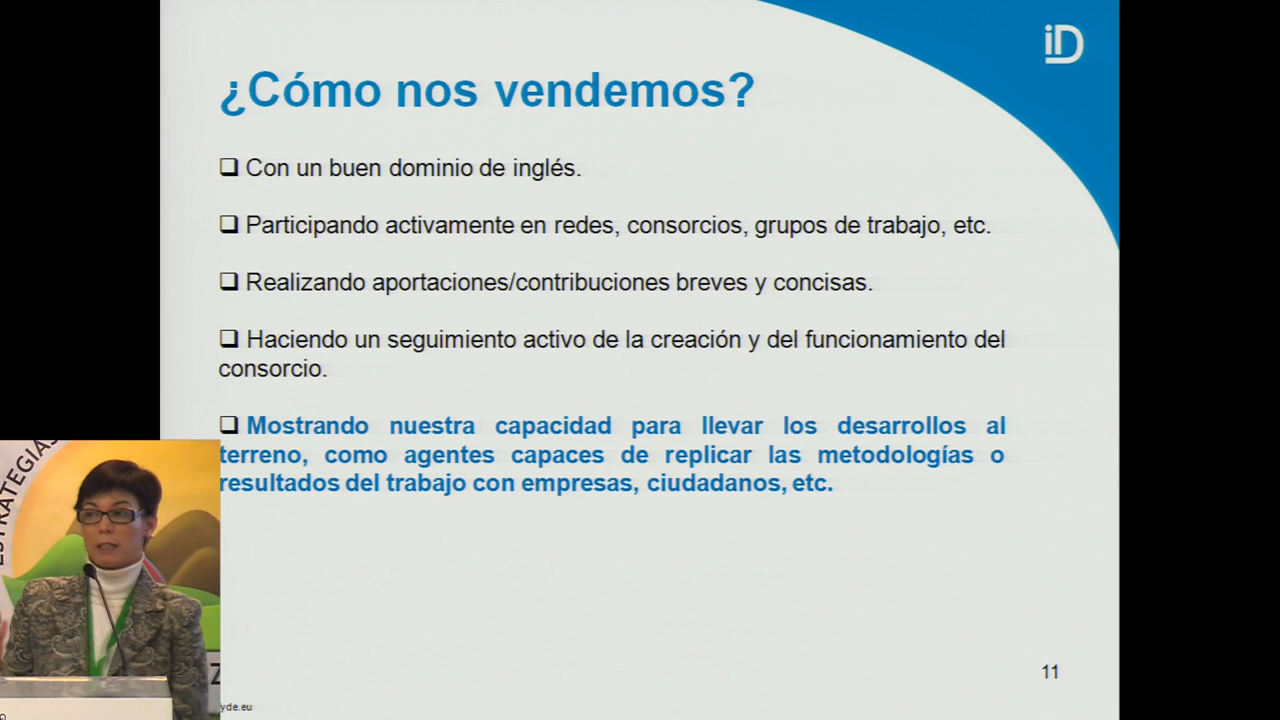 iD
¿Cómo nos vendemos?
❑ Con un buen dominio de inglés.
❑ Participando activamente en redes, consorcios, grupos de trabajo, etc.
❑ Realizando aportaciones/contribuciones breves y concisas.
❑ Haciendo un seguimiento activo de la creación y del funcionamiento del
consorcio.
❑ Mostrando nuestra capacidad para llevar los desarrollos al
terreno, como agentes capaces de replicar las metodologías o
resultados del trabajo con empresas, ciudadanos, etc.
ESTRATEGIAS
11
yde.eu